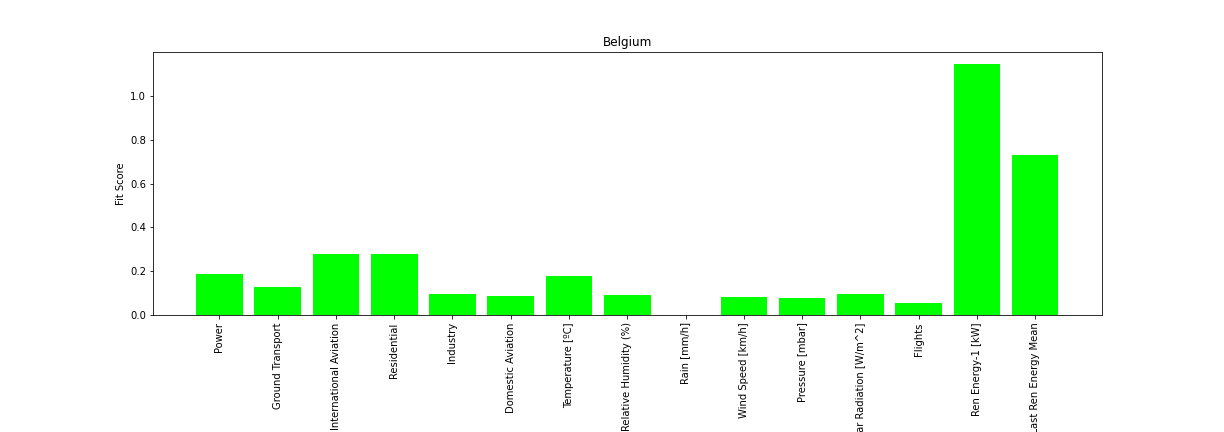 Belgium
Fit Score
1.0
0.8
0.6
0.4
0.2
0.0
Power
Ground Transport
International Aviation
Residential
Industry
Domestic Aviation
Temperature [ºC]
Relative Humidity (%)
Rain [mm/h]
Wind Speed [km/h]
Pressure [mbar]
ar Radiation [W/m^2]
Flights
Ren Energy-1 [kW]
Last Ren Energy Mean